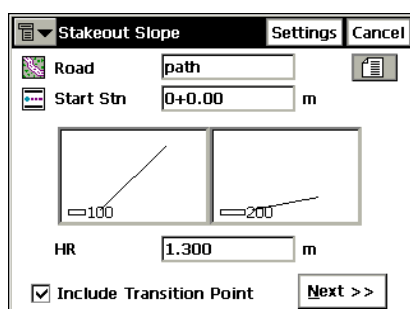 Stakeout Slope Settings Cancel
Road path
Start Stn 0+0.00 m
100 200
HR 1.300 m
Include Transition Point Next >>